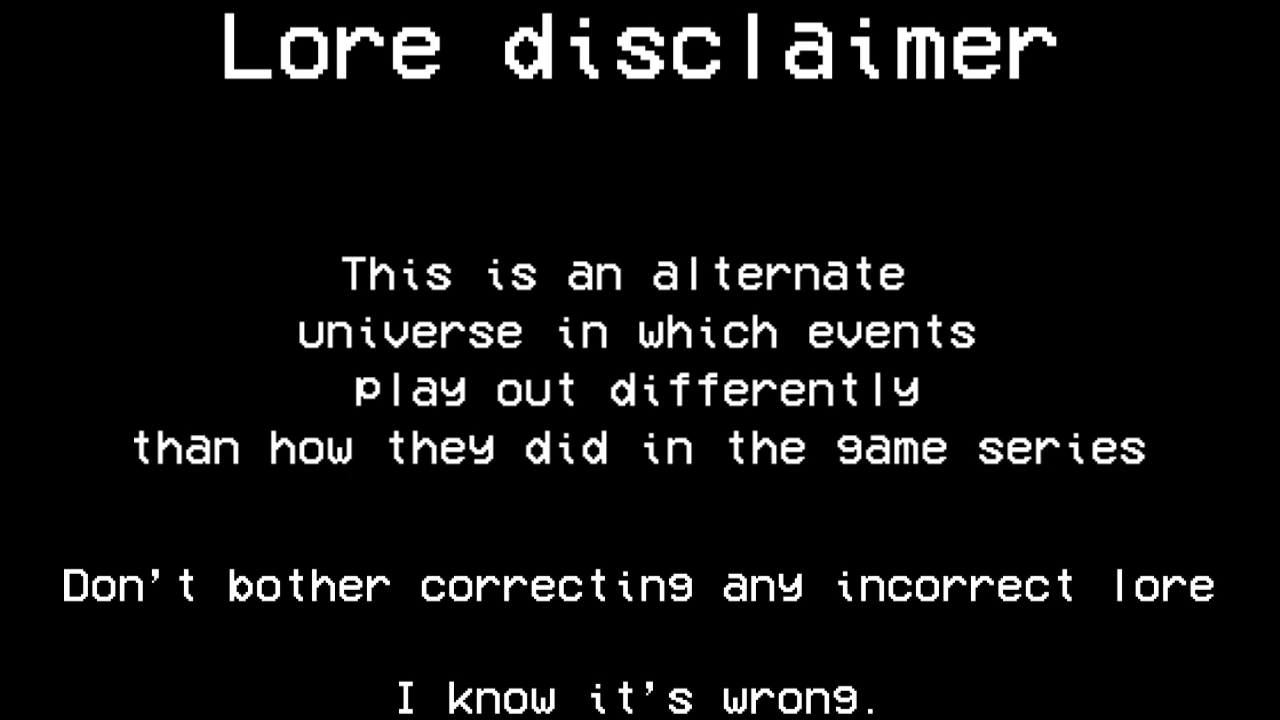 Lore disclaimer
This is an alternate
universe in which events
play out differently
than how they did in the game series
Don't bother correcting any incorrect lore
I know it's wrong.